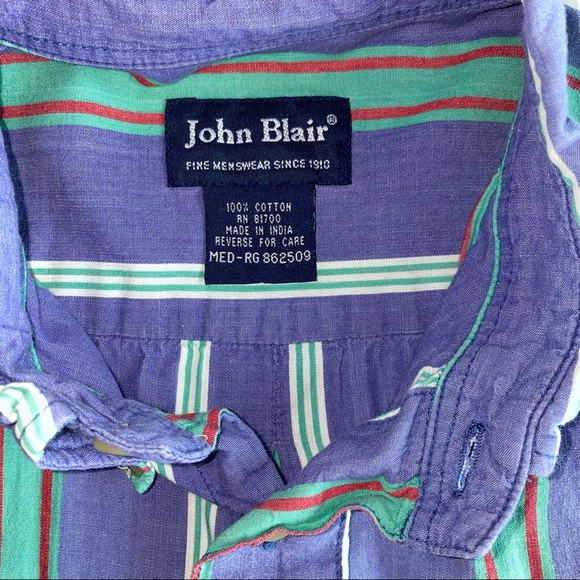 John Blair®
FINE MENSWEAR SINCE 1910
100% COTTON
RN 81700
MADE IN INDIA
REVERSE FOR CARE
MED-RG 862509